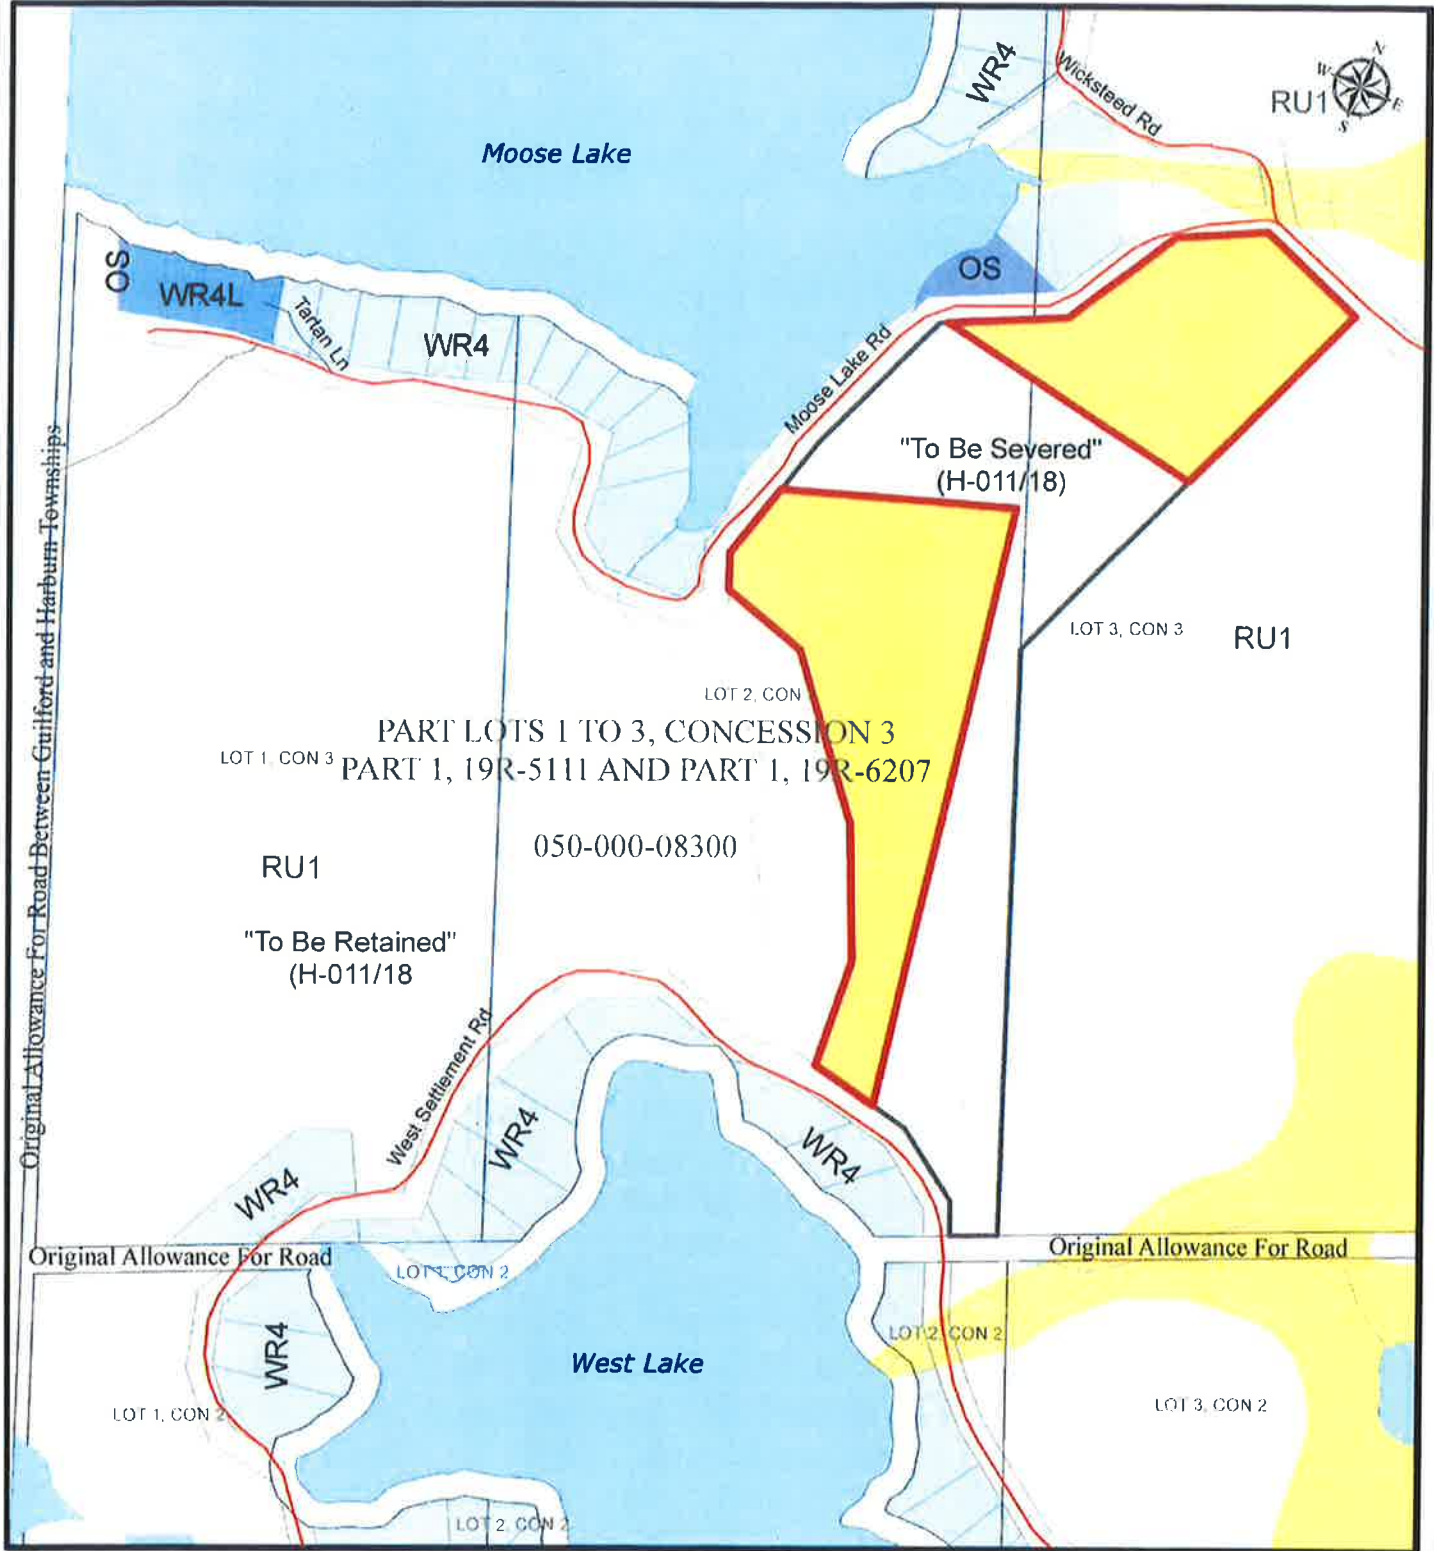 WR4
Wicksteed Rd
N
W
E
S
RU1
Moose Lake
OS
WR4L
Tartan Ln
WR4
OS
Moose Lake Rd
"To Be Severed"
(H-011/18)
Original Allowance For Road Between Guilford and Harburn Townships
LOT 3, CON 3
RU1
LOT 2, CON
PART LOTS 1 TO 3, CONCESSION 3
LOT 1, CON 3
PART 1, 19R-5111 AND PART 1, 19R-6207
050-000-08300
RU1
"To Be Retained"
(H-011/18
West Settlement Rd
WR4
WR4
WR4
Original Allowance For Road
Original Allowance For Road
LOT 1, CON 2
LOT 2, CON 2
WR4
West Lake
LOT 1, CON 2
LOT 3, CON 2
LOT 2, CON 2